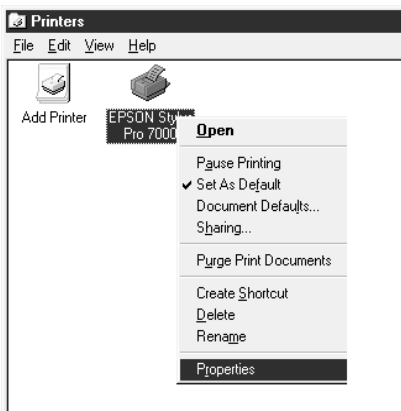 Printers
File Edit View Help
Add Printer
EPSON Stylus
Pro 7000
Open
Pause Printing
Set As Default
Document Defaults...
Sharing...
Purge Print Documents
Create Shortcut
Delete
Rename
Properties